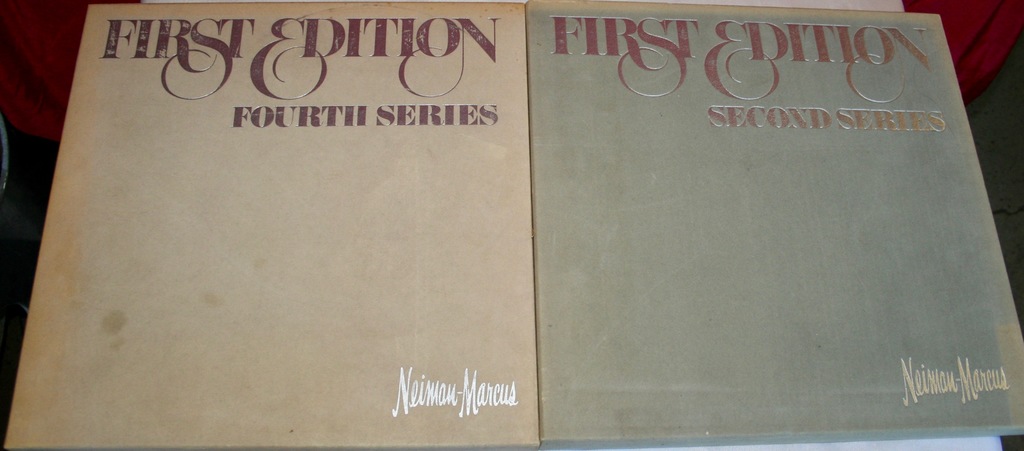 FIRST EDITION
FOURTH SERIES
Neiman-Marcus
FIRST EDITION
SECOND SERIES
Neiman-Marcus